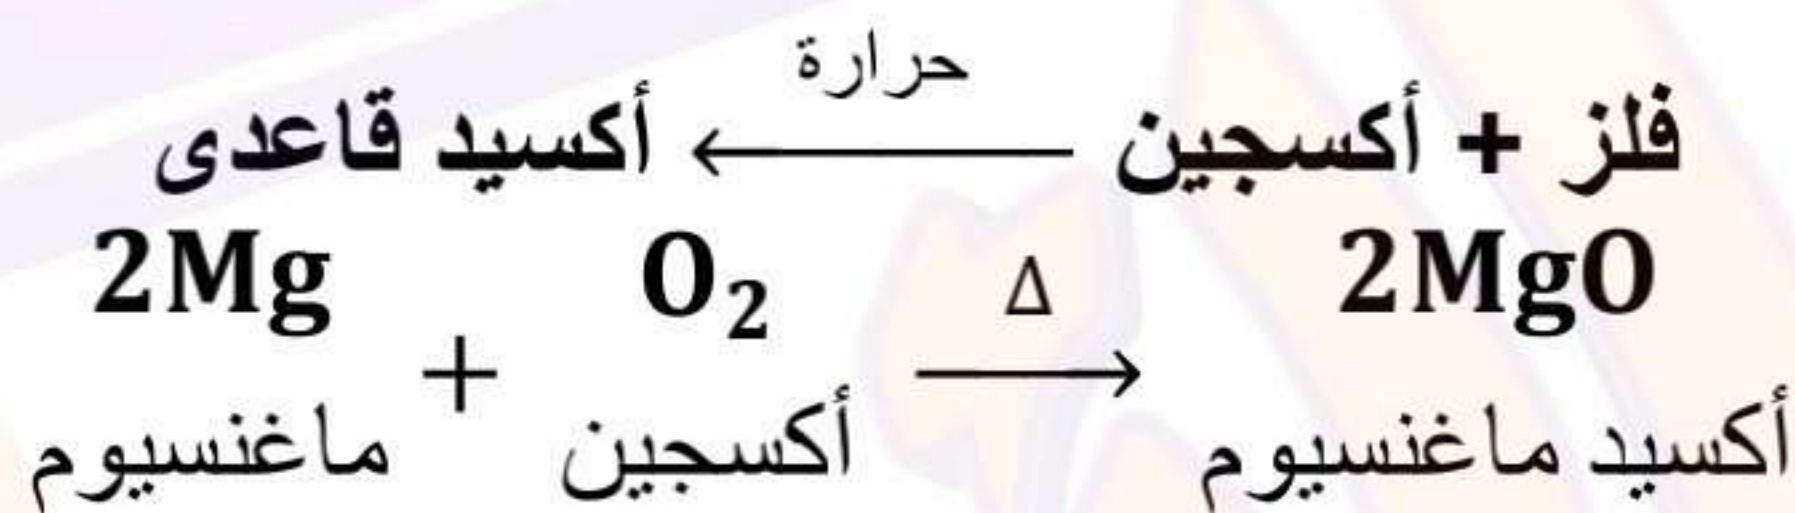 فلز + أكسجين ← حرارة أكسيد قاعدى
2Mg + O₂ Δ → 2MgO
ماغنسيوم أكسجين أكسيد ماغنسيوم